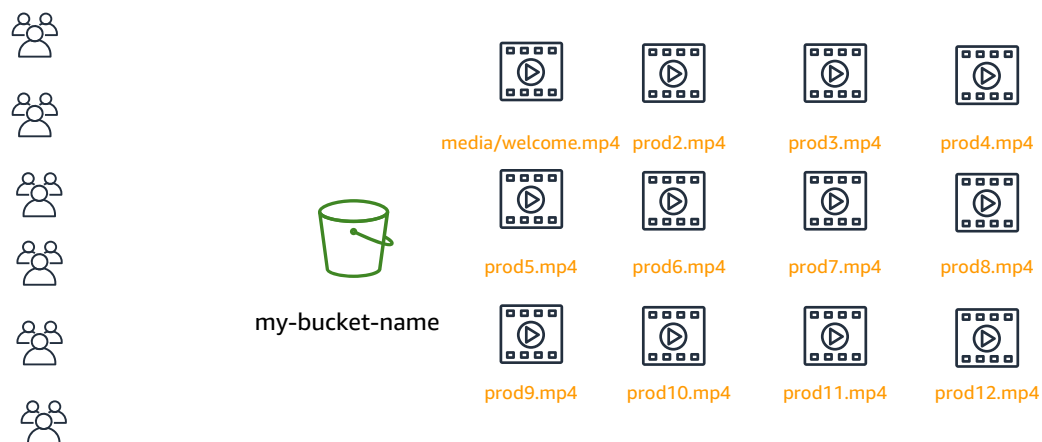 media/welcome.mp4 prod2.mp4 prod3.mp4 prod4.mp4
prod5.mp4 prod6.mp4 prod7.mp4 prod8.mp4
my-bucket-name
prod9.mp4 prod10.mp4 prod11.mp4 prod12.mp4